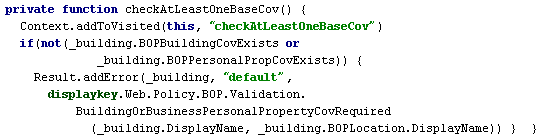 private function checkAtLeastOneBaseCov() {
Context.addToVisited(this, “checkAtLeastOneBaseCov”)
if(not(_building.BOPBuildingCovExists or
_building.BOPPersonalPropCovExists)) {
Result.addError(_building, “default”,
displaykey.Web.Policy.BOP.Validation.
BuildingOrBusinessPersonalPropertyCovRequired
(_building.DisplayName, _building.BOPLocation.DisplayName)) } }